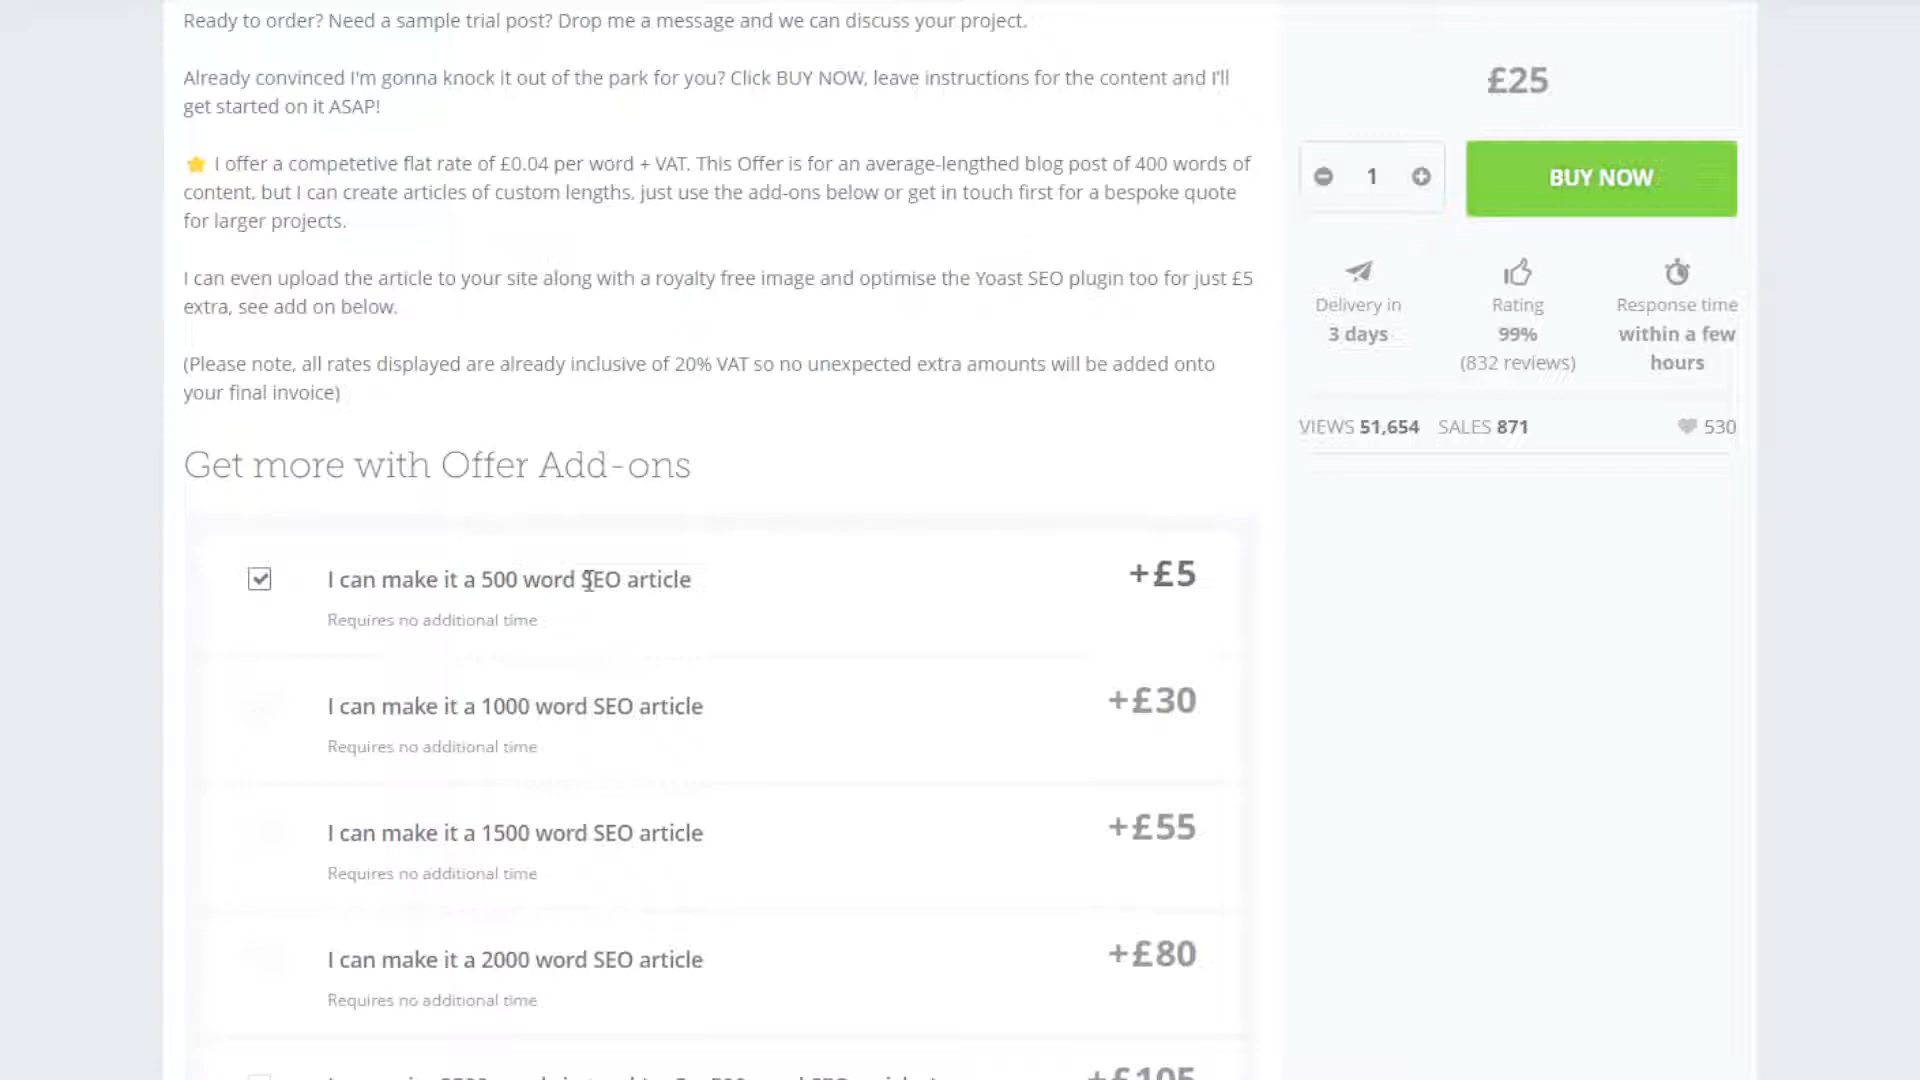 Ready to order? Need a sample trial post? Drop me a message and we can discuss your project.
Already convinced I'm gonna knock it out of the park for you? Click BUY NOW, leave instructions for the content and I'll
get started on it ASAP!
I offer a competetive flat rate of £0.04 per word + VAT. This Offer is for an average-lengthed blog post of 400 words of
content, but I can create articles of custom lengths, just use the add-ons below or get in touch first for a bespoke quote
for larger projects.
I can even upload the article to your site along with a royalty free image and optimise the Yoast SEO plugin too for just £5
extra, see add on below.
(Please note, all rates displayed are already inclusive of 20% VAT so no unexpected extra amounts will be added onto
your final invoice)
Get more with Offer Add-ons
I can make it a 500 word SEO article +£5
Requires no additional time
I can make it a 1000 word SEO article +£30
Requires no additional time
I can make it a 1500 word SEO article +£55
Requires no additional time
I can make it a 2000 word SEO article +£80
Requires no additional time
+£105
£25
1 BUY NOW
Delivery in Rating Response time
3 days 99% within a few
(832 reviews) hours
VIEWS 51,654 SALES 871 530